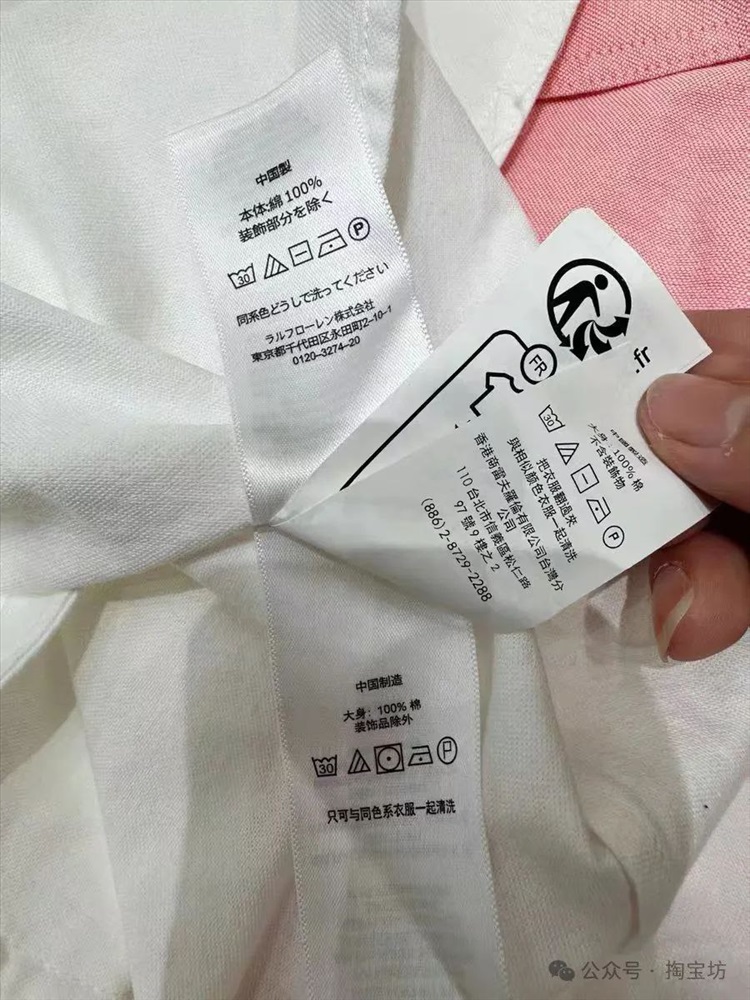 中国製
本体:綿 100%
装飾部分を除く
30
P
同系色どうしで洗ってください
ラルフローレン株式会社
東京都千代田区永田町2-10-1
0120-3274-20
FR
.fr
大身: 100% 棉
不含裝飾物
30
P
把衣服翻過來
與相似顏色衣服一起清洗
香港商雷夫羅倫有限公司台灣分
公司
110 台北市信義區松仁路
97 號 9 樓之 2
(886)2-8729-2288
中国制造
大身: 100% 棉
装饰品除外
30
P
只可与同色系衣服一起清洗
公众号 · 掏宝坊